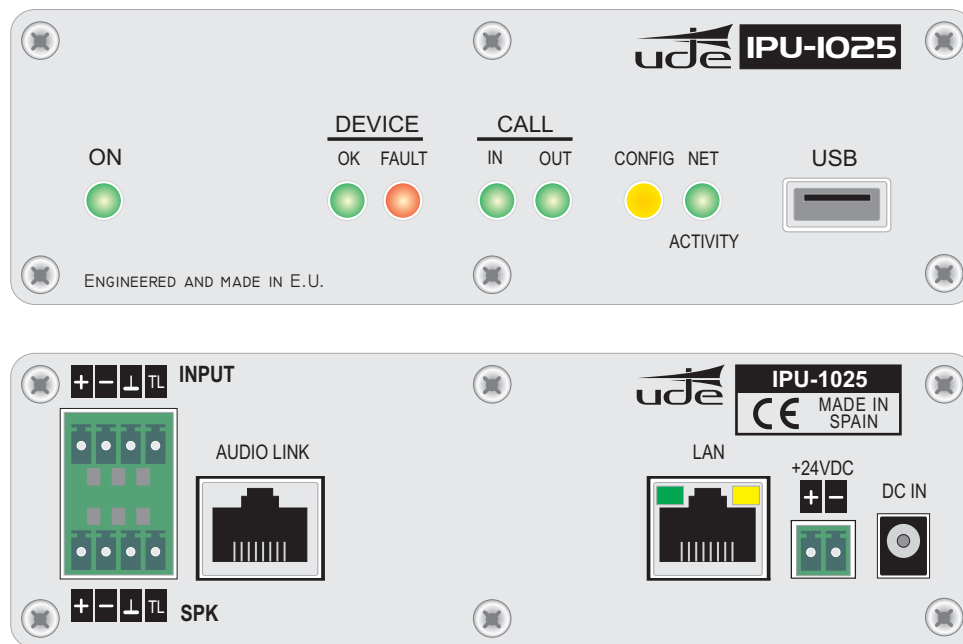 ude IPU-1025
DEVICE CALL
ON OK FAULT IN OUT CONFIG NET USB
ACTIVITY
ENGINEERED AND MADE IN E.U.
+ − ⊥ TL INPUT
ude IPU-1025
CE MADE IN SPAIN
AUDIO LINK LAN
+24VDC
+ − DC IN
+ − ⊥ TL SPK